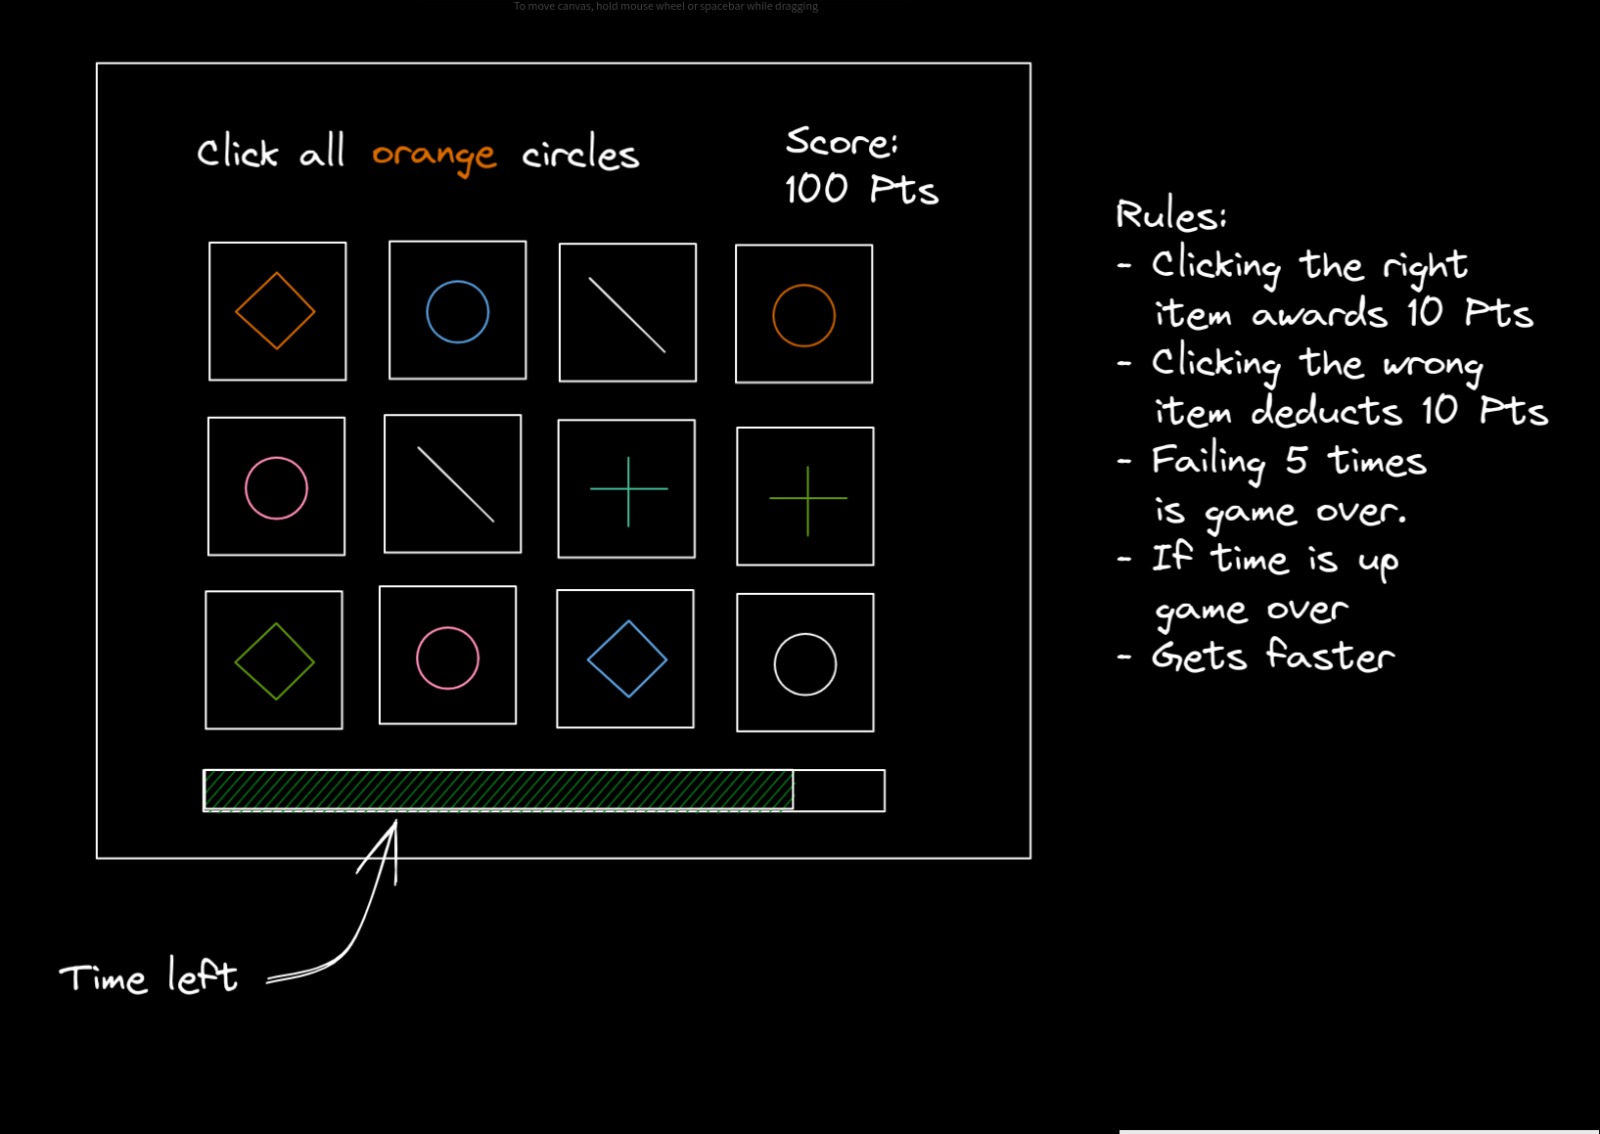 To move canvas, hold mouse wheel or spacebar while dragging
Click all orange circles
Score:
100 Pts
Rules:
- Clicking the right
item awards 10 Pts
- Clicking the wrong
item deducts 10 Pts
- Failing 5 times
is game over.
- If time is up
game over
- Gets faster
Time left